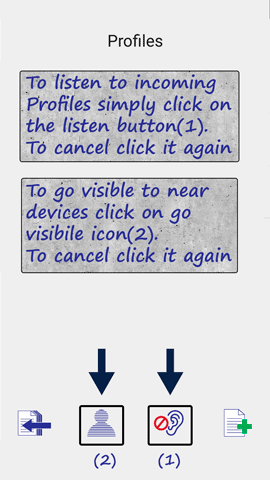 Profiles
To listen to incoming
Profiles simply click on
the listen button(1).
To cancel click it again
To go visible to near
devices click on go
visibile icon(2).
To cancel click it again
(2) (1)